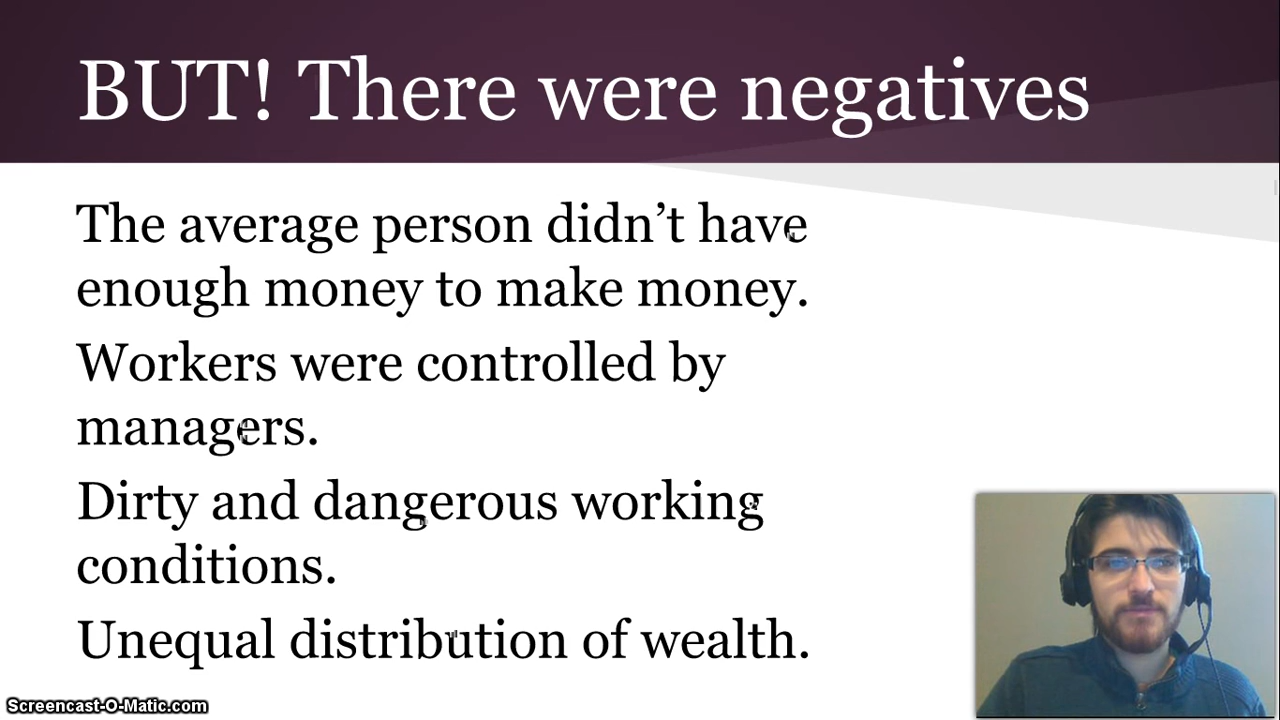 BUT! There were negatives
The average person didn’t have
enough money to make money.
Workers were controlled by
managers.
Dirty and dangerous working
conditions.
Unequal distribution of wealth.
Screencast-O-Matic.com